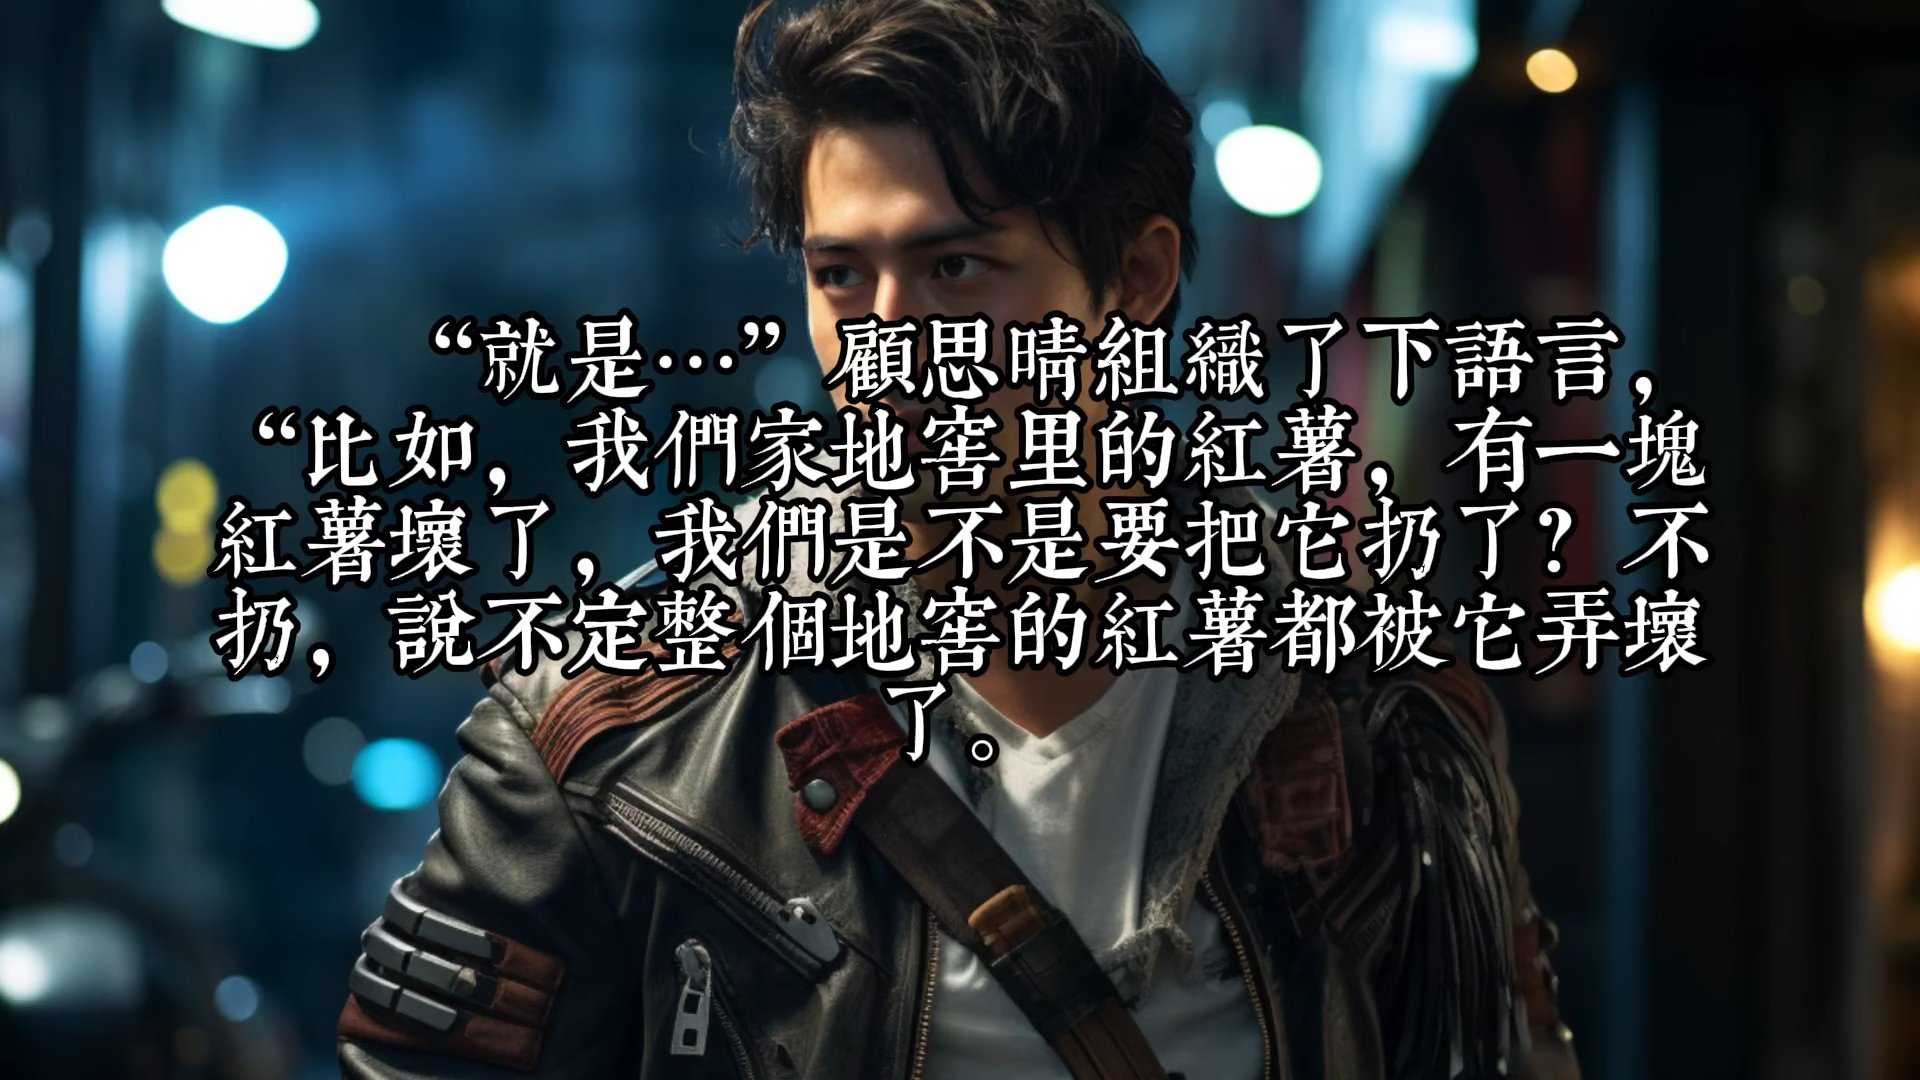 “就是…”顧思晴組織了下語言，
“比如，我們家地窖里的紅薯，有一塊
紅薯壞了，我們是不是要把它扔了？不
扔，說不定整個地窖的紅薯都被它弄壞
了。